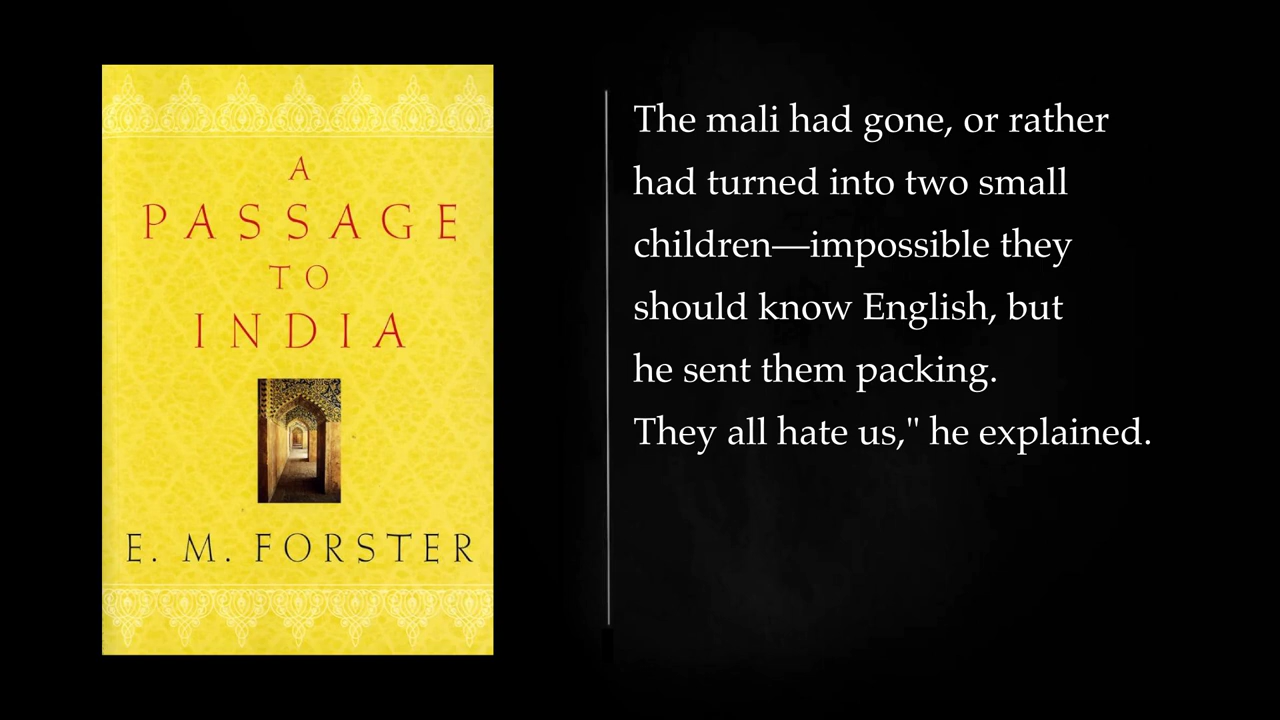 A
PASSAGE
TO
INDIA
E. M. FORSTER
The mali had gone, or rather
had turned into two small
children—impossible they
should know English, but
he sent them packing.
They all hate us," he explained.